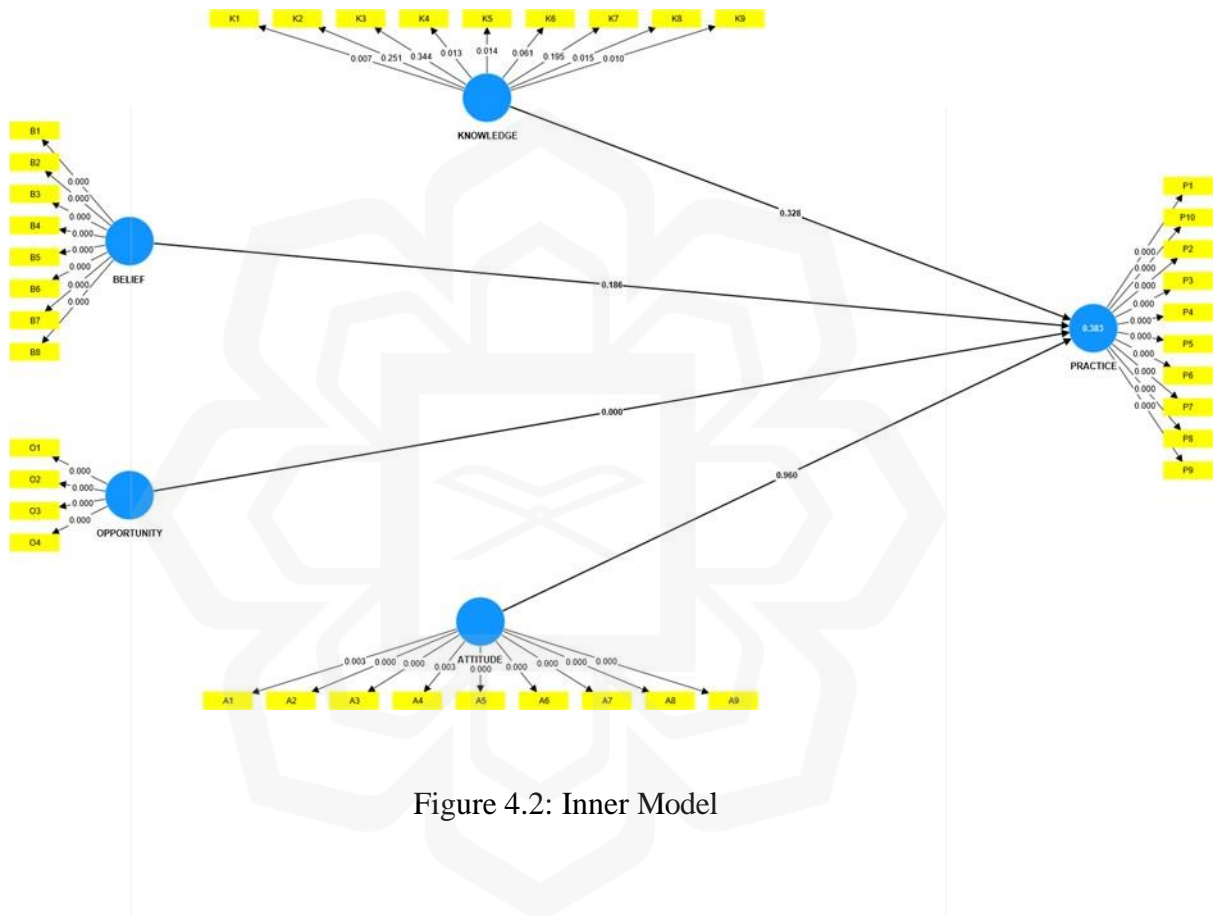 K1 K2 K3 K4 K5 K6 K7 K8 K9
0.007 0.251 0.344 0.013 0.014 0.061 0.195 0.015 0.010
KNOWLEDGE
B1
B2
B3
B4
B5
B6
B7
B8
0.000
0.000
0.000
0.000
0.000
0.000
0.000
0.000
BELIEF
0.328
0.186
0.000
0.960
O1
O2
O3
O4
0.000
0.000
0.000
0.000
OPPORTUNITY
0.383
PRACTICE
0.000
0.000
0.000
0.000
0.000
0.000
0.000
0.000
0.000
0.000
P1
P10
P2
P3
P4
P5
P6
P7
P8
P9
ATTITUDE
0.003 0.000 0.000 0.003 0.000 0.000 0.000 0.000 0.000
A1 A2 A3 A4 A5 A6 A7 A8 A9
Figure 4.2: Inner Model